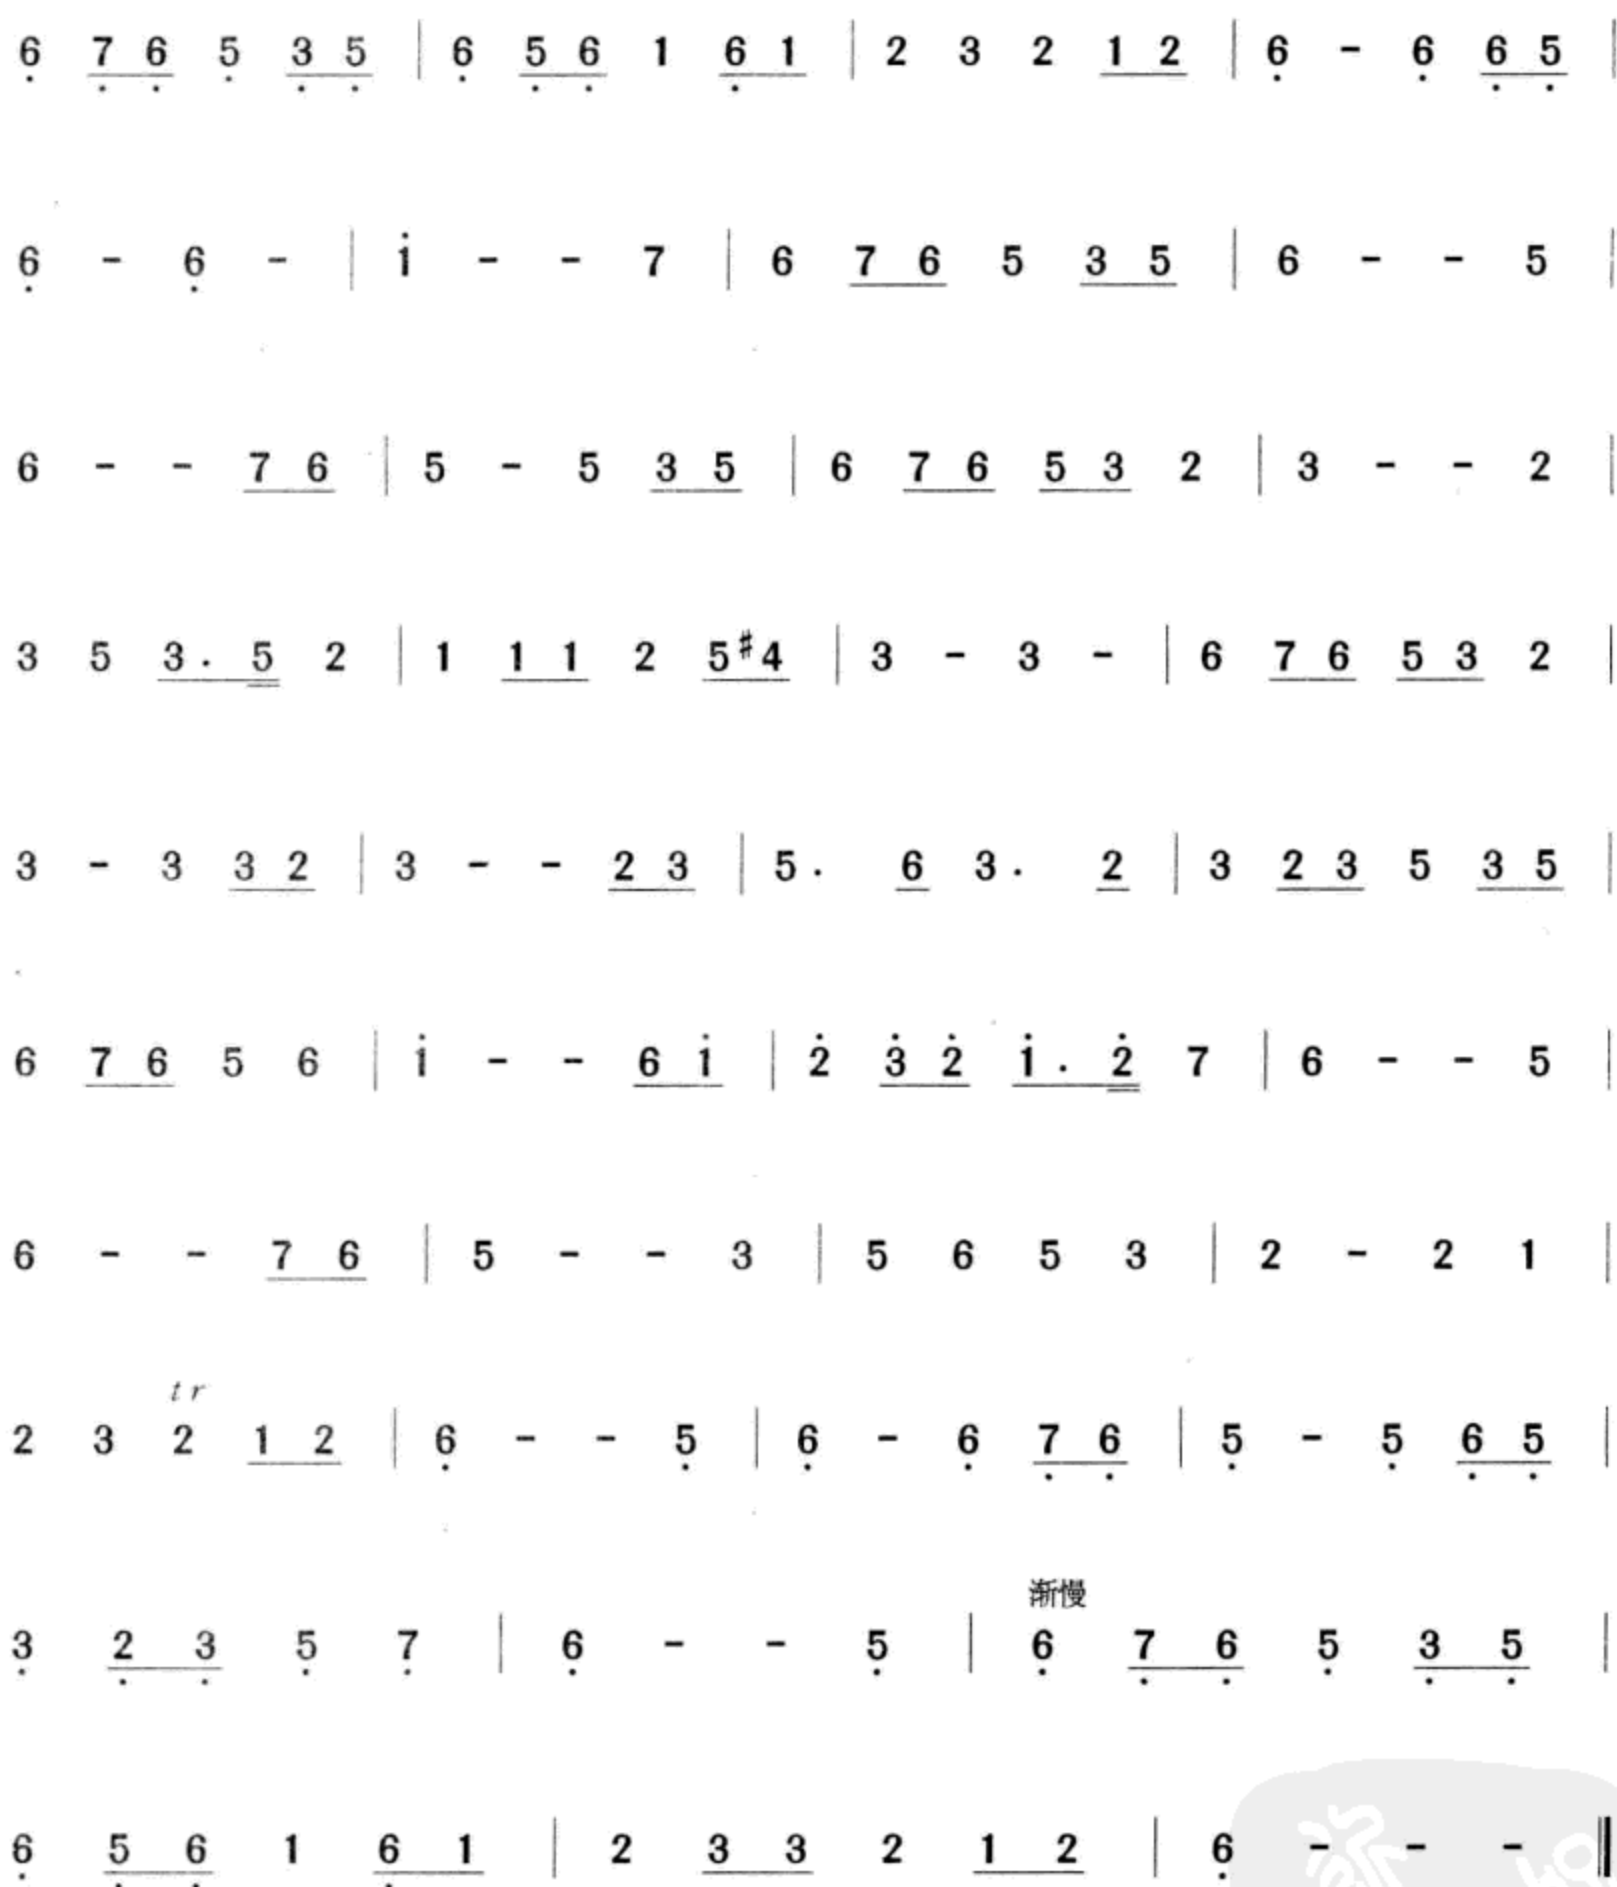 6̣ 7̣ 6̣ 5̣ 3̣ 5̣ | 6̣ 5̣ 6̣ 1 6̣ 1 | 2 3 2 1 2 | 6̣ - 6̣ 6̣ 5̣ |
6̣ - 6̣ - | 1̇ - - 7 | 6 7 6 5 3 5 | 6 - - 5 |
6 - - 7 6 | 5 - 5 3 5 | 6 7 6 5 3 2 | 3 - - 2 |
3 5 3. 5 2 | 1 1 1 2 5 #4 | 3 - 3 - | 6 7 6 5 3 2 |
3 - 3 3 2 | 3 - - 2 3 | 5. 6 3. 2 | 3 2 3 5 3 5 |
6 7 6 5 6 | 1̇ - - 6 1̇ | 2̇ 3̇ 2̇ 1̇. 2̇ 7 | 6 - - 5 |
6 - - 7 6 | 5 - - 3 | 5 6 5 3 | 2 - 2 1 |
tr
2 3 2 1 2 | 6̣ - - 5̣ | 6̣ - 6̣ 7̣ 6̣ | 5̣ - 5̣ 6̣ 5̣ |
渐慢
3̣ 2̣ 3̣ 5̣ 7̣ | 6̣ - - 5̣ | 6̣ 7̣ 6̣ 5̣ 3̣ 5̣ |
6̣ 5̣ 6̣ 1 6̣ 1 | 2 3 3 2 1 2 | 6̣ - - - ‖